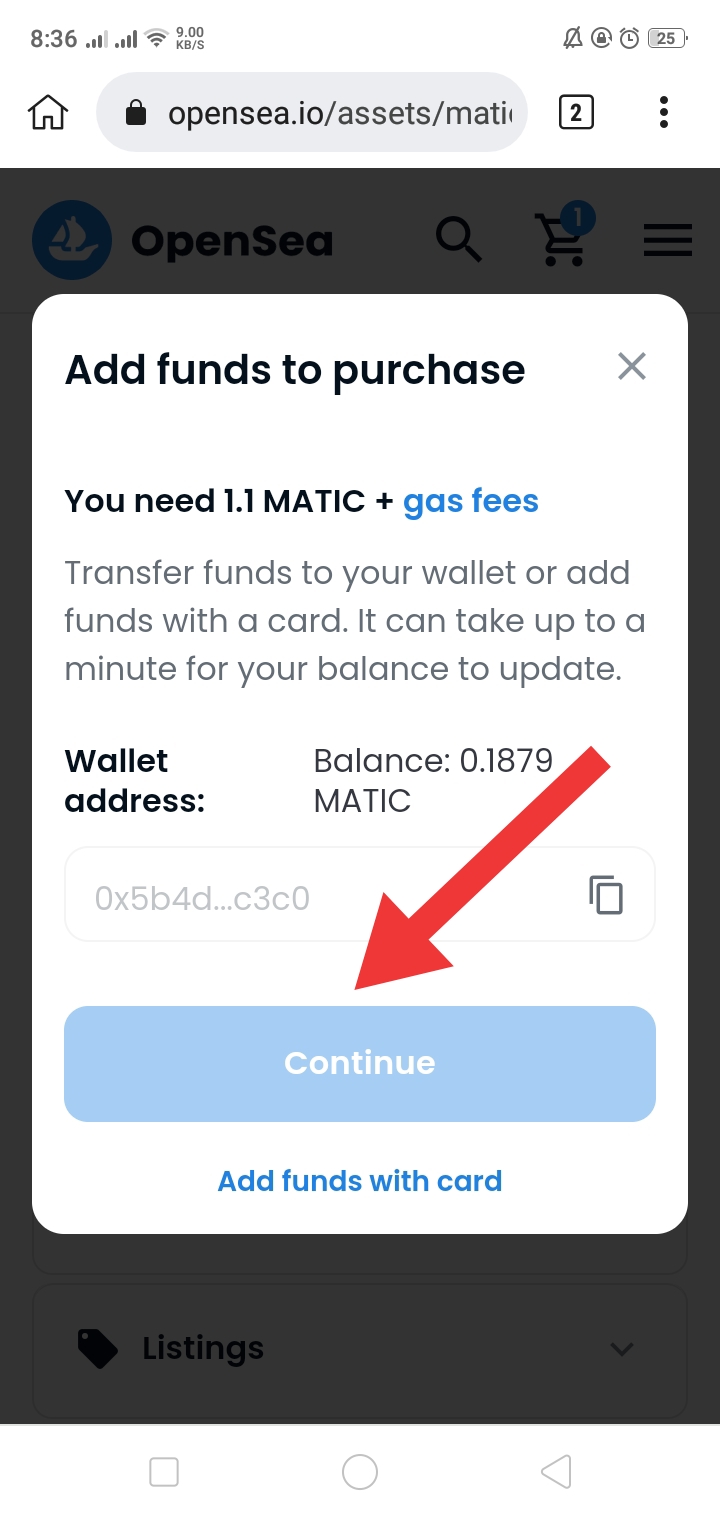 8:36 9.00 KB/S 25
opensea.io/assets/matic 2
OpenSea 1
Add funds to purchase
You need 1.1 MATIC + gas fees
Transfer funds to your wallet or add
funds with a card. It can take up to a
minute for your balance to update.
Wallet address:
Balance: 0.1879 MATIC
0x5b4d...c3c0
Continue
Add funds with card
Listings